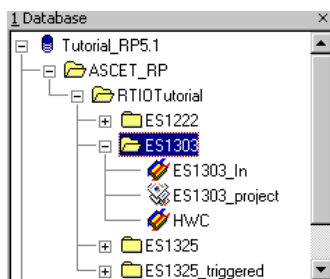 1 Database
Tutorial_RP5.1
ASCET_RP
RTIOTutorial
ES1222
ES1303
ES1303_In
ES1303_project
HWC
ES1325
ES1325_triggered